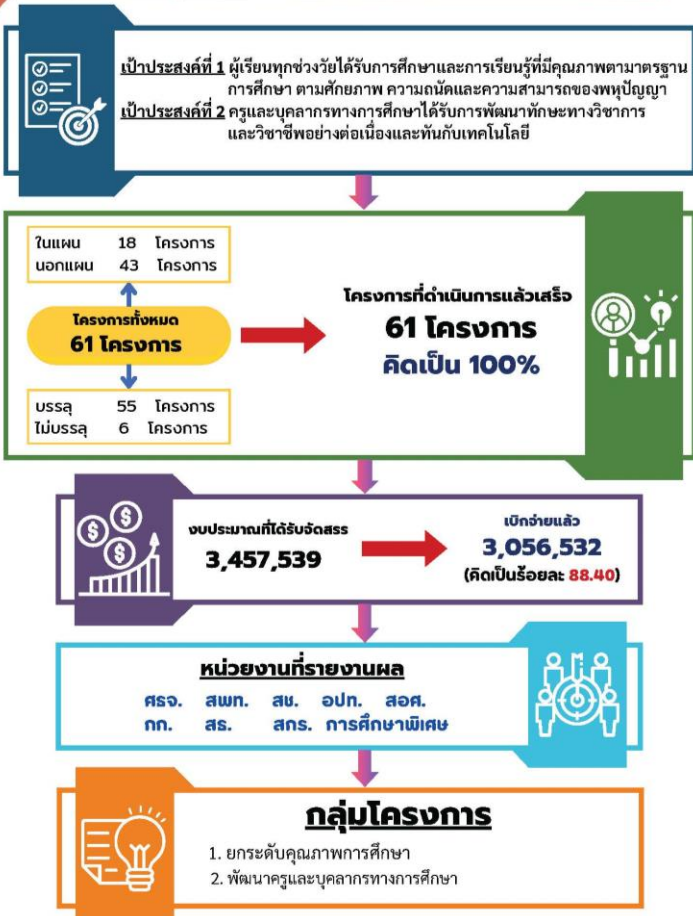 เป้าประสงค์ที่ 1 ผู้เรียนทุกช่วงวัยได้รับการศึกษาและการเรียนรู้ที่มีคุณภาพตามาตรฐาน
การศึกษา ตามศักยภาพ ความถนัดและความสามารถของพหุปัญญา
เป้าประสงค์ที่ 2 ครูและบุคลากรทางการศึกษาได้รับการพัฒนาทักษะทางวิชาการ
และวิชาชีพอย่างต่อเนื่องและทันกับเทคโนโลยี
ในแผน 18 โครงการ
นอกแผน 43 โครงการ
โครงการทั้งหมด
61 โครงการ
บรรลุ 55 โครงการ
ไม่บรรลุ 6 โครงการ
โครงการที่ดำเนินการแล้วเสร็จ
61 โครงการ
คิดเป็น 100%
งบประมาณที่ได้รับจัดสรร
3,457,539
เบิกจ่ายแล้ว
3,056,532
(คิดเป็นร้อยละ 88.40)
หน่วยงานที่รายงานผล
ศธจ. สพท. สช. อปท. สอศ.
กก. สธ. สกร. การศึกษาพิเศษ
กลุ่มโครงการ
1. ยกระดับคุณภาพการศึกษา
2. พัฒนาครูและบุคลากรทางการศึกษา